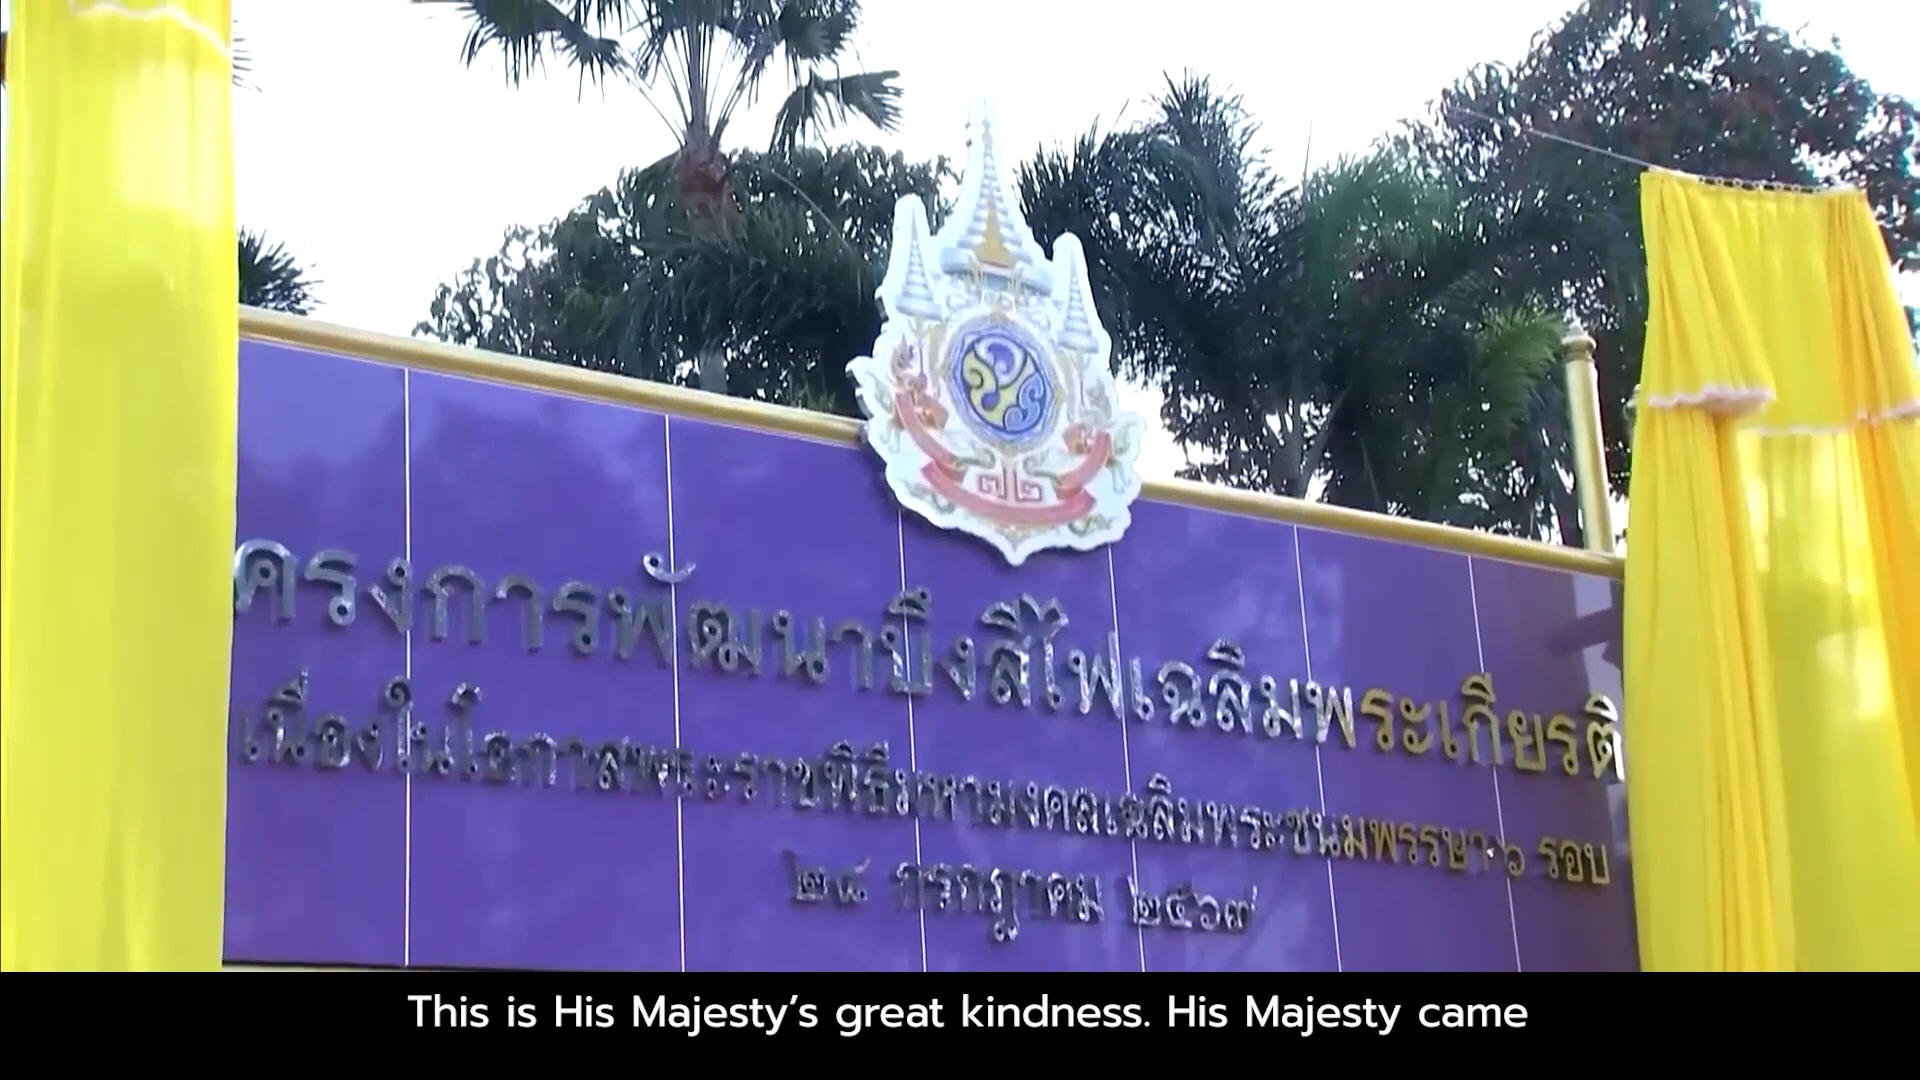 ๗๒
ครงการพัฒนาบึงสีไฟเฉลิมพระเกียรติ
เนื่องในโอกาสพระราชพิธีมหามงคลเฉลิมพระชนมพรรษา ๖ รอบ
๒๘ กรกฎาคม ๒๕๖๗
This is His Majesty’s great kindness. His Majesty came